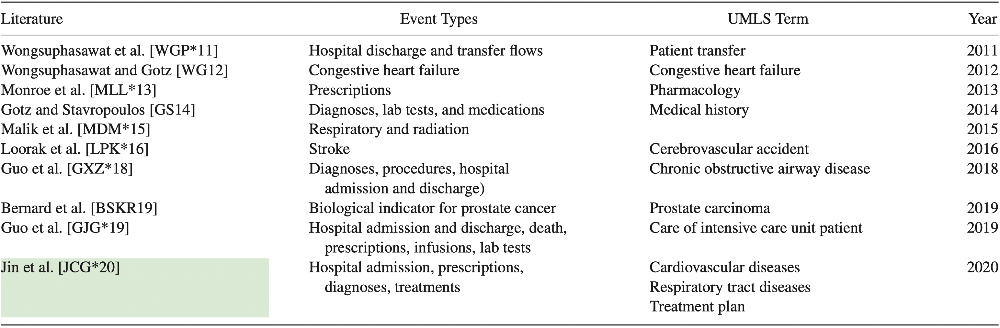 Literature Event Types UMLS Term Year
Wongsuphasawat et al. [WGP*11] Hospital discharge and transfer flows Patient transfer 2011
Wongsuphasawat and Gotz [WG12] Congestive heart failure Congestive heart failure 2012
Monroe et al. [MLL*13] Prescriptions Pharmacology 2013
Gotz and Stavropoulos [GS14] Diagnoses, lab tests, and medications Medical history 2014
Malik et al. [MDM*15] Respiratory and radiation 2015
Loorak et al. [LPK*16] Stroke Cerebrovascular accident 2016
Guo et al. [GXZ*18] Diagnoses, procedures, hospital Chronic obstructive airway disease 2018
admission and discharge)
Bernard et al. [BSKR19] Biological indicator for prostate cancer Prostate carcinoma 2019
Guo et al. [GJG*19] Hospital admission and discharge, death, Care of intensive care unit patient 2019
prescriptions, infusions, lab tests
Jin et al. [JCG*20] Hospital admission, prescriptions, Cardiovascular diseases 2020
diagnoses, treatments Respiratory tract diseases
Treatment plan